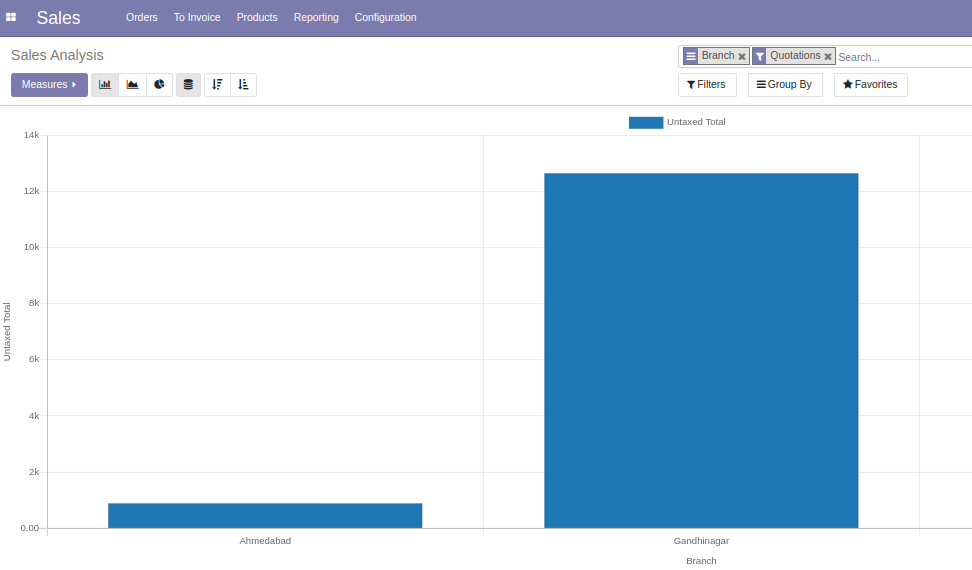 Sales Orders To Invoice Products Reporting Configuration
Sales Analysis
Branch Quotations Search...
Measures
Filters Group By Favorites
Untaxed Total
14k
12k
10k
8k
6k
4k
2k
0.00
Untaxed Total
Ahmedabad Gandhinagar
Branch